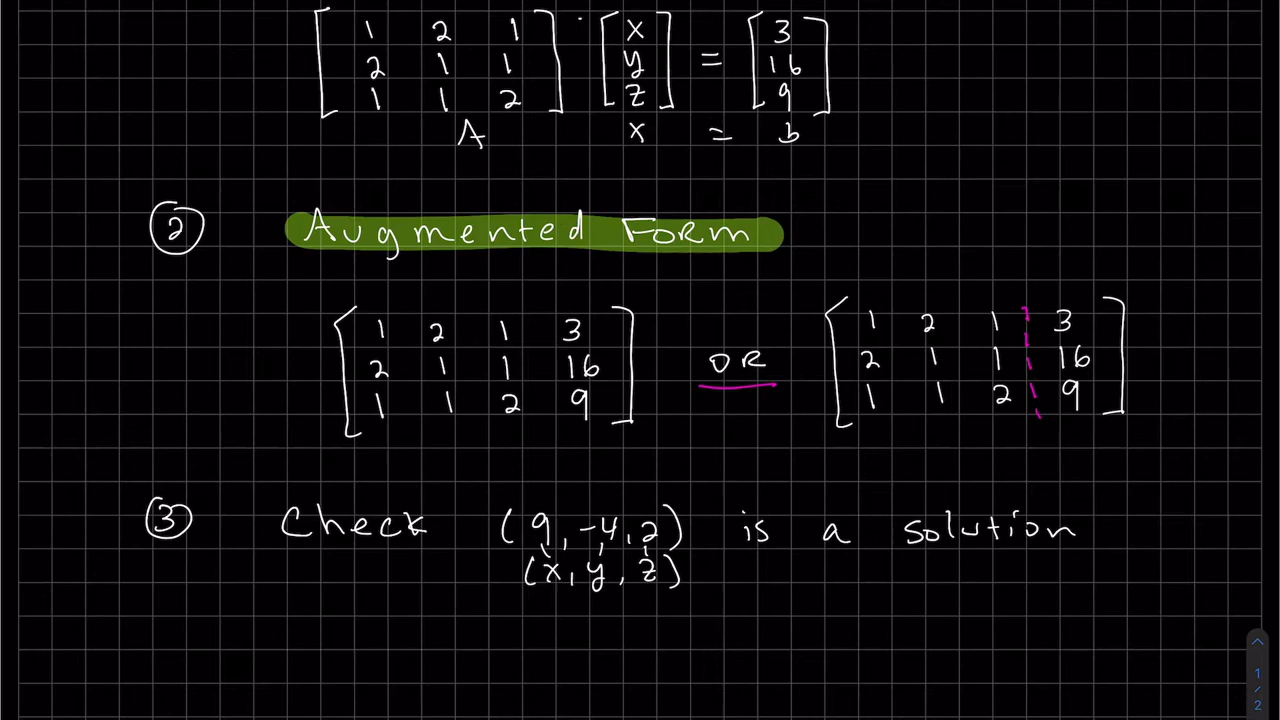 1 2 1 · x = 3
2 1 1 y 16
1 1 2 z 9
A x = b
2 Augmented Form
1 2 1 3 OR 1 2 1 3
2 1 1 16 2 1 1 16
1 1 2 9 1 1 2 9
3 Check (9, -4, 2) is a solution
(x, y, z)
1
/
2